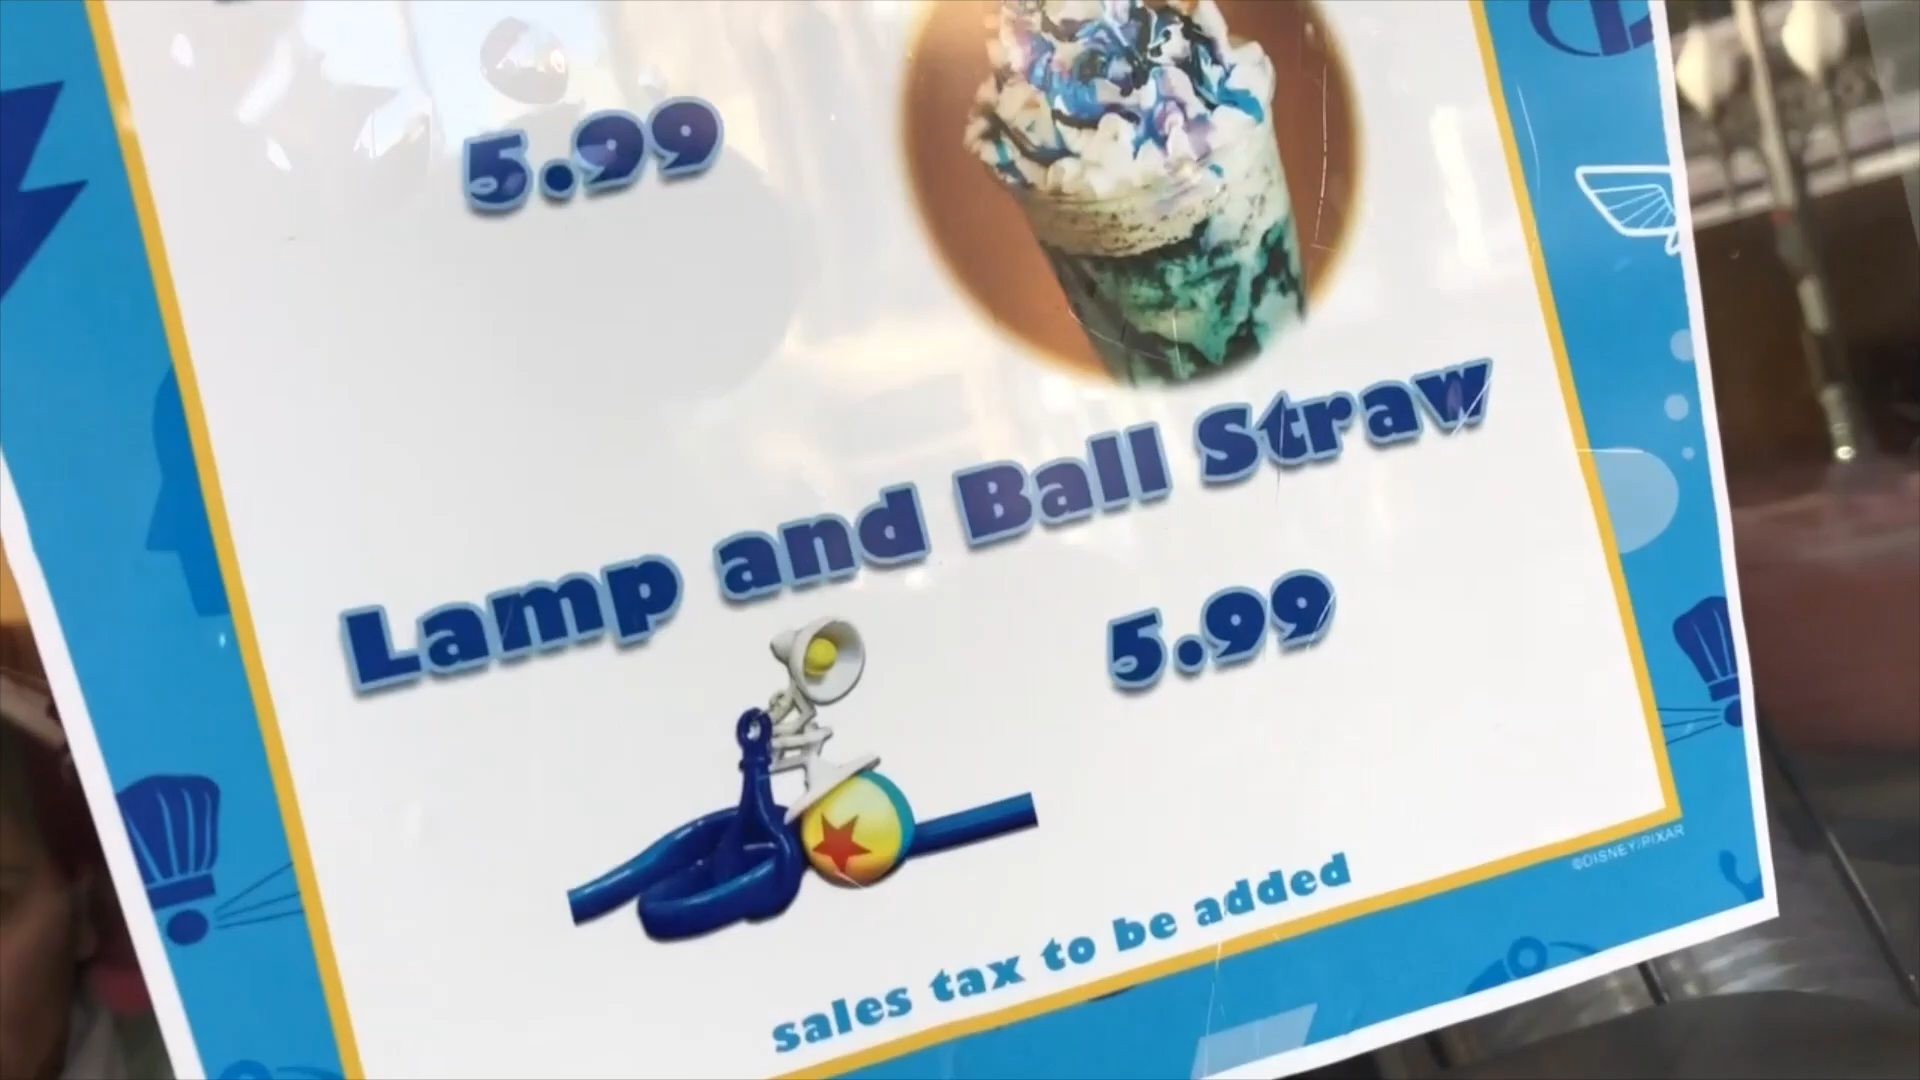 5.99
Lamp and Ball Straw
5.99
sales tax to be added
©DISNEY/PIXAR